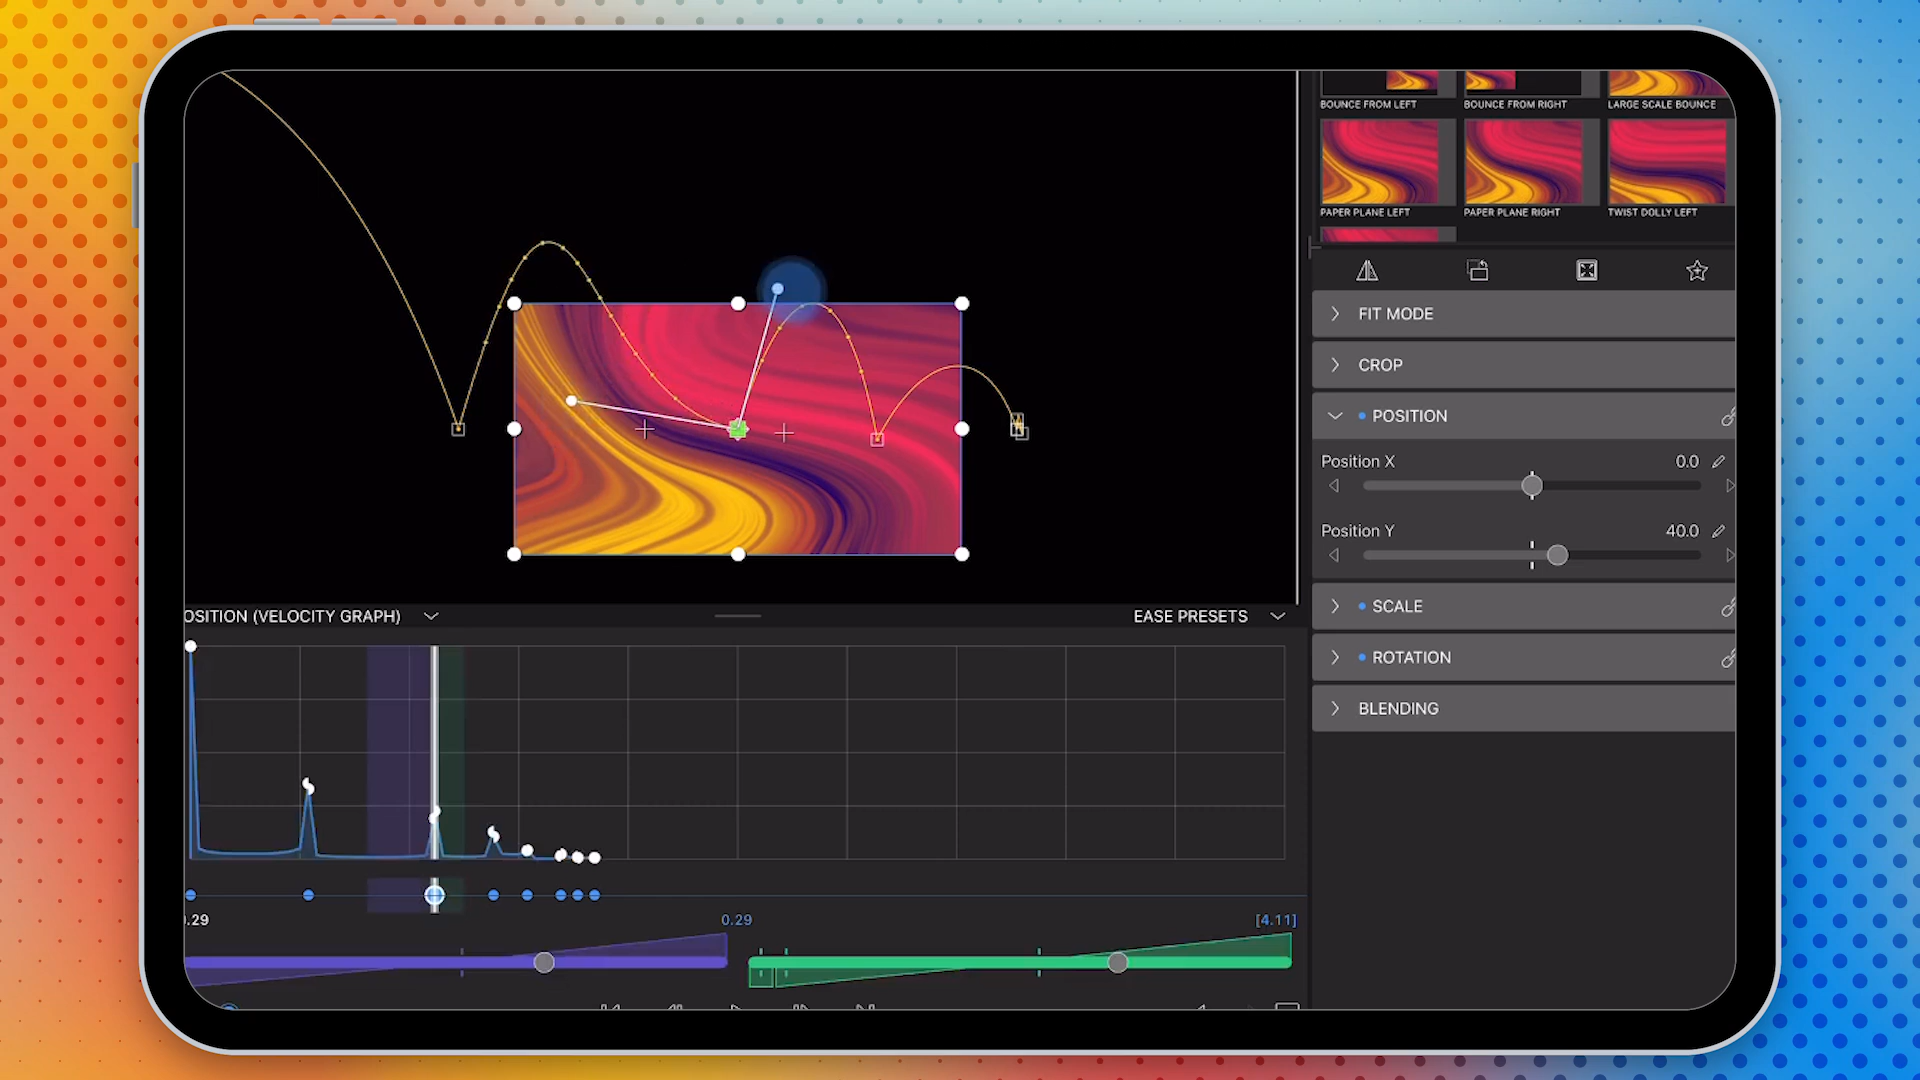 BOUNCE FROM LEFT
BOUNCE FROM RIGHT
LARGE SCALE BOUNCE
PAPER PLANE LEFT
PAPER PLANE RIGHT
TWIST DOLLY LEFT
FIT MODE
CROP
POSITION
Position X 0.0
Position Y 40.0
SCALE
ROTATION
BLENDING
OSITION (VELOCITY GRAPH)
EASE PRESETS
.29
0.29
[4.11]